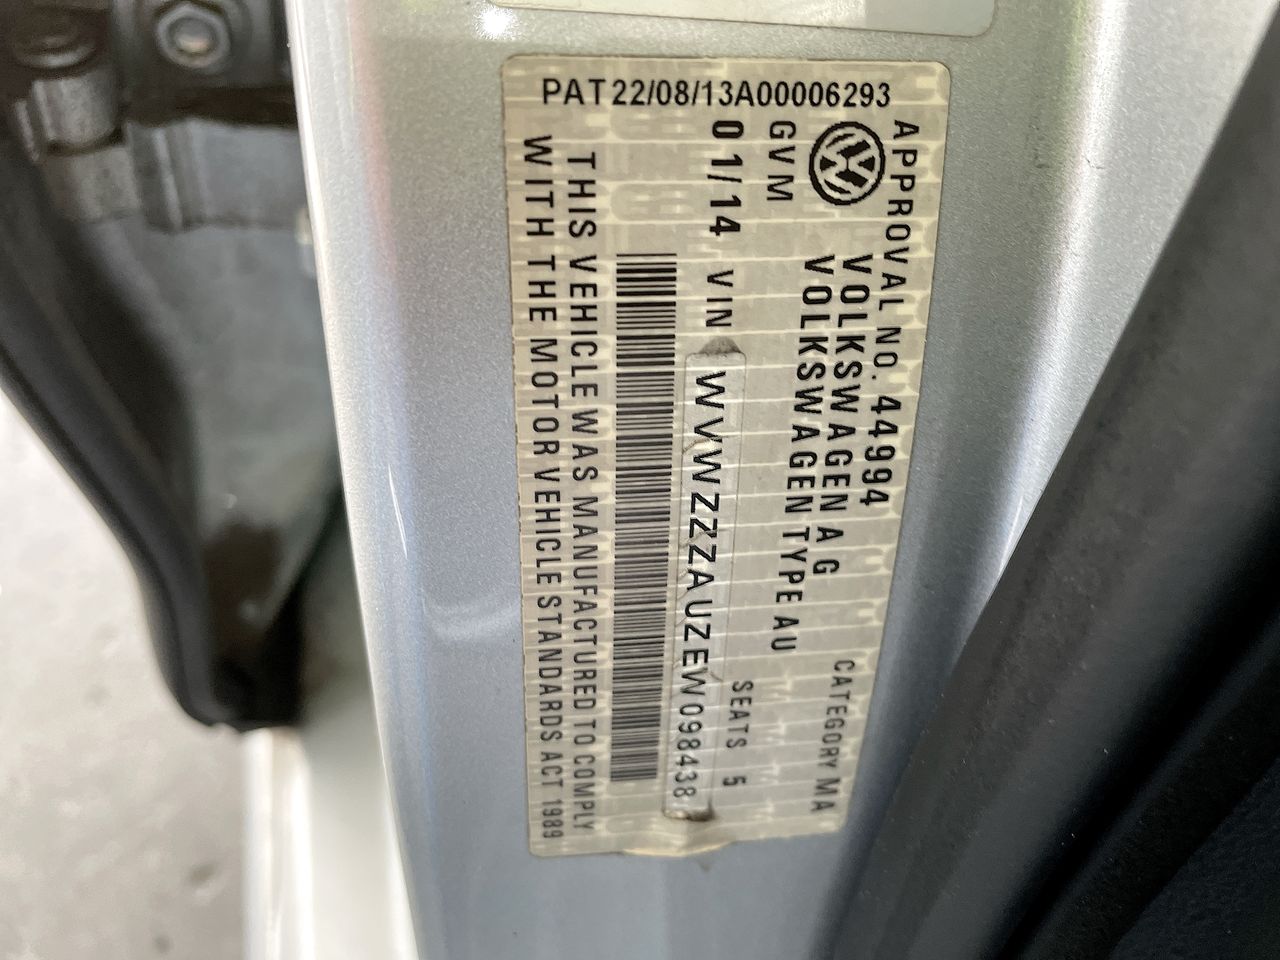 PAT22/08/13A00006293
APPROVAL NO. 44994
VOLKSWAGEN A G
VOLKSWAGEN TYPE AU
CATEGORY MA
GVM
SEATS 5
01/14 VIN WVWZZZAUZEW098438
THIS VEHICLE WAS MANUFACTURED TO COMPLY
WITH THE MOTOR VEHICLE STANDARDS ACT 1989